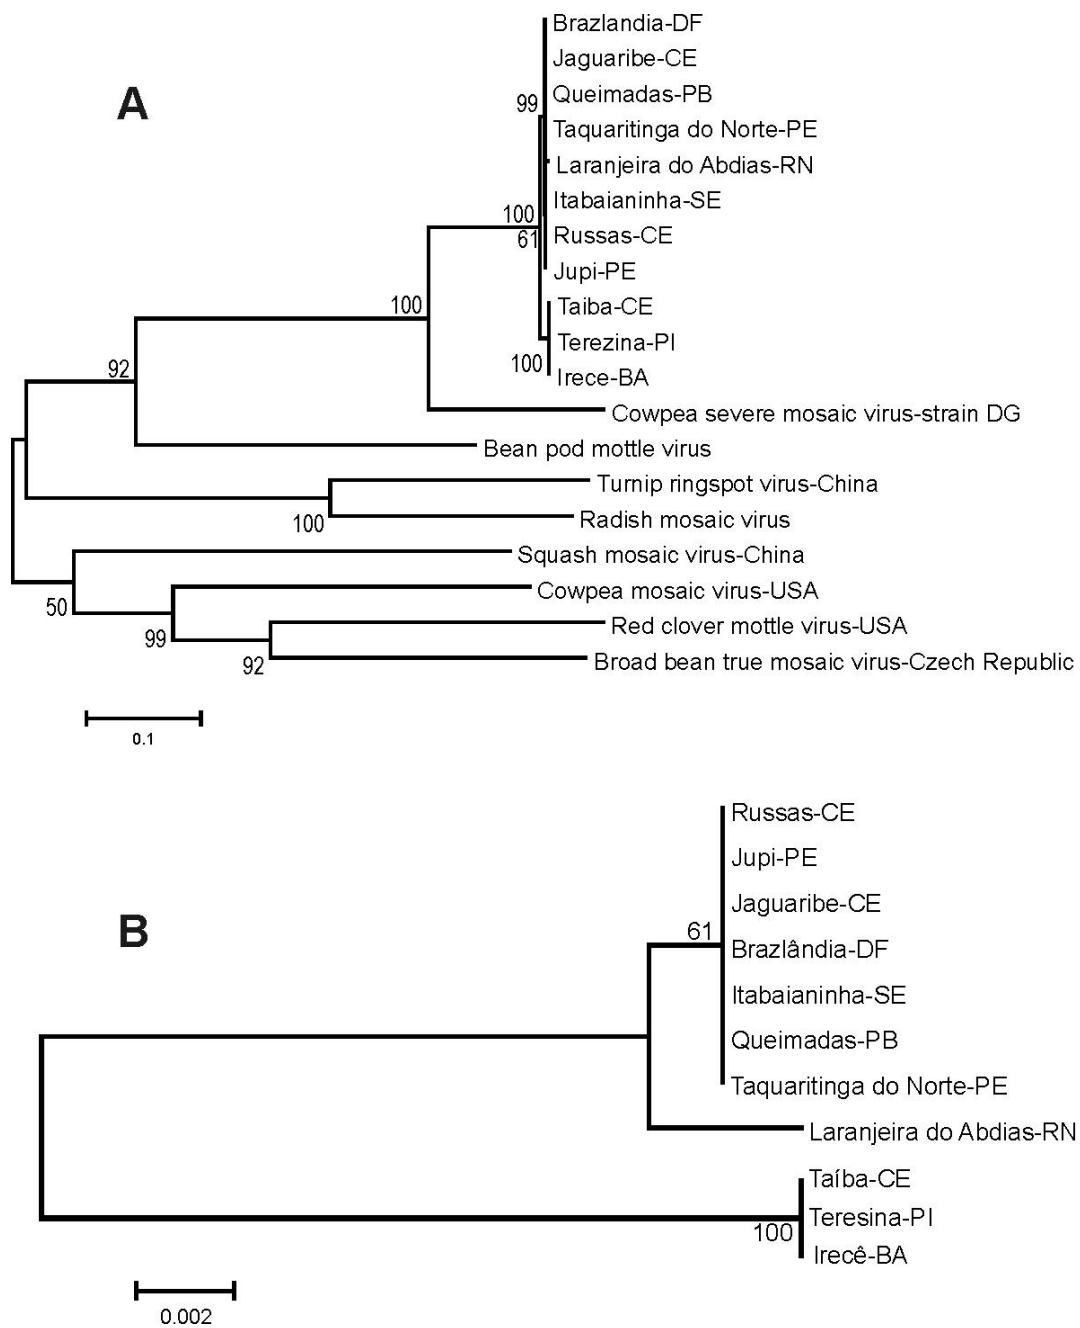 A
Brazlandia-DF
Jaguaribe-CE
Queimadas-PB
99
Taquaritinga do Norte-PE
Laranjeira do Abdias-RN
Itabaianinha-SE
100
61
Russas-CE
Jupi-PE
100
Taiba-CE
Terezina-PI
100
Irece-BA
92
Cowpea severe mosaic virus-strain DG
Bean pod mottle virus
Turnip ringspot virus-China
100
Radish mosaic virus
Squash mosaic virus-China
50
Cowpea mosaic virus-USA
99
Red clover mottle virus-USA
92
Broad bean true mosaic virus-Czech Republic
0.1
B
Russas-CE
Jupi-PE
Jaguaribe-CE
61
Brazlândia-DF
Itabaianinha-SE
Queimadas-PB
Taquaritinga do Norte-PE
Laranjeira do Abdias-RN
Taíba-CE
Teresina-PI
100
Irecê-BA
0.002